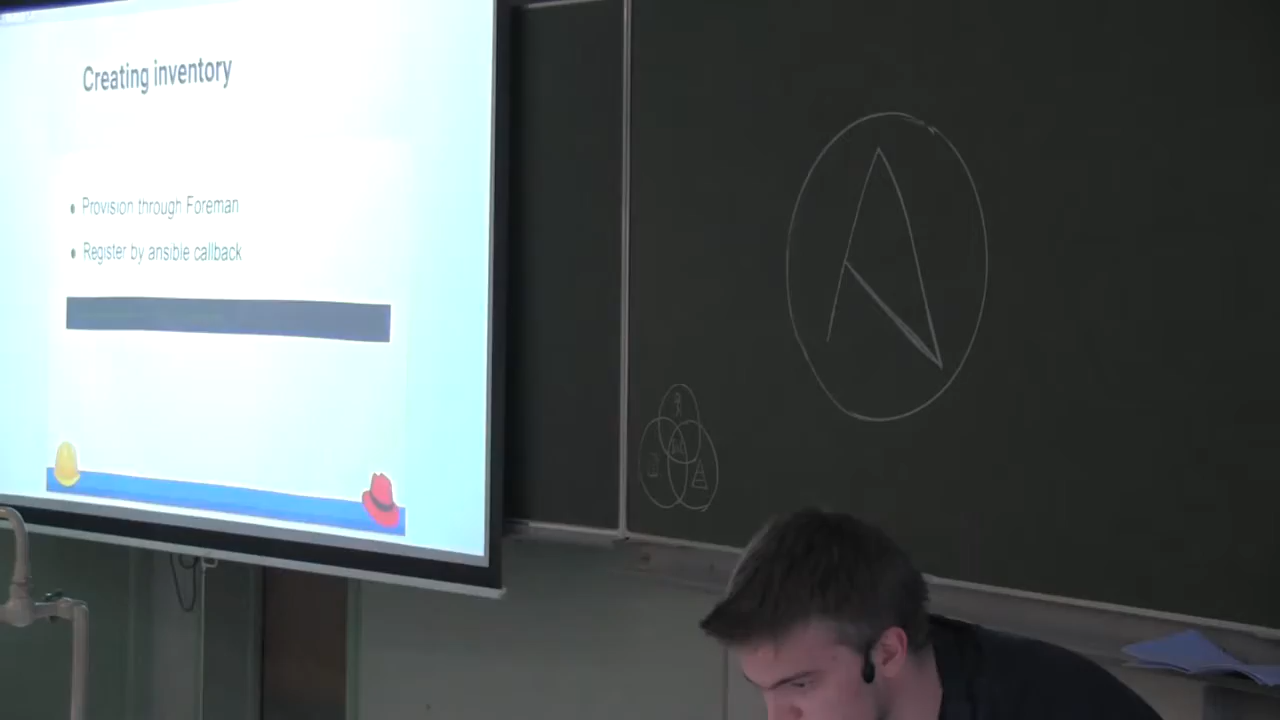 Creating inventory
Provision through Foreman
Register by ansible callback
A